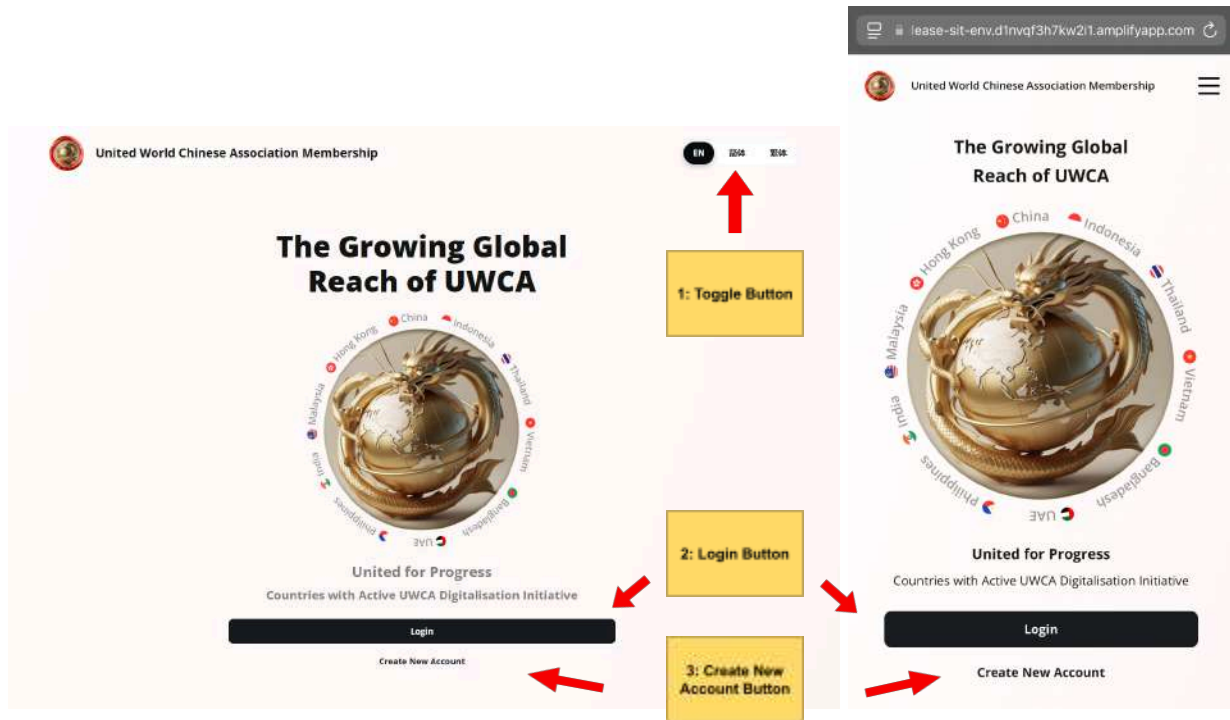 United World Chinese Association Membership
EN 简体 繁体
The Growing Global
Reach of UWCA
China
Indonesia
Thailand
Vietnam
Bangladesh
UAE
Philippines
India
Malaysia
Hong Kong
United for Progress
Countries with Active UWCA Digitalisation Initiative
Login
Create New Account
1: Toggle Button
2: Login Button
3: Create New
Account Button
lease-sit-env.d1nvqf3h7kw2i1.amplifyapp.com
United World Chinese Association Membership
The Growing Global
Reach of UWCA
China
Indonesia
Thailand
Vietnam
Bangladesh
UAE
Philippines
India
Malaysia
Hong Kong
United for Progress
Countries with Active UWCA Digitalisation Initiative
Login
Create New Account